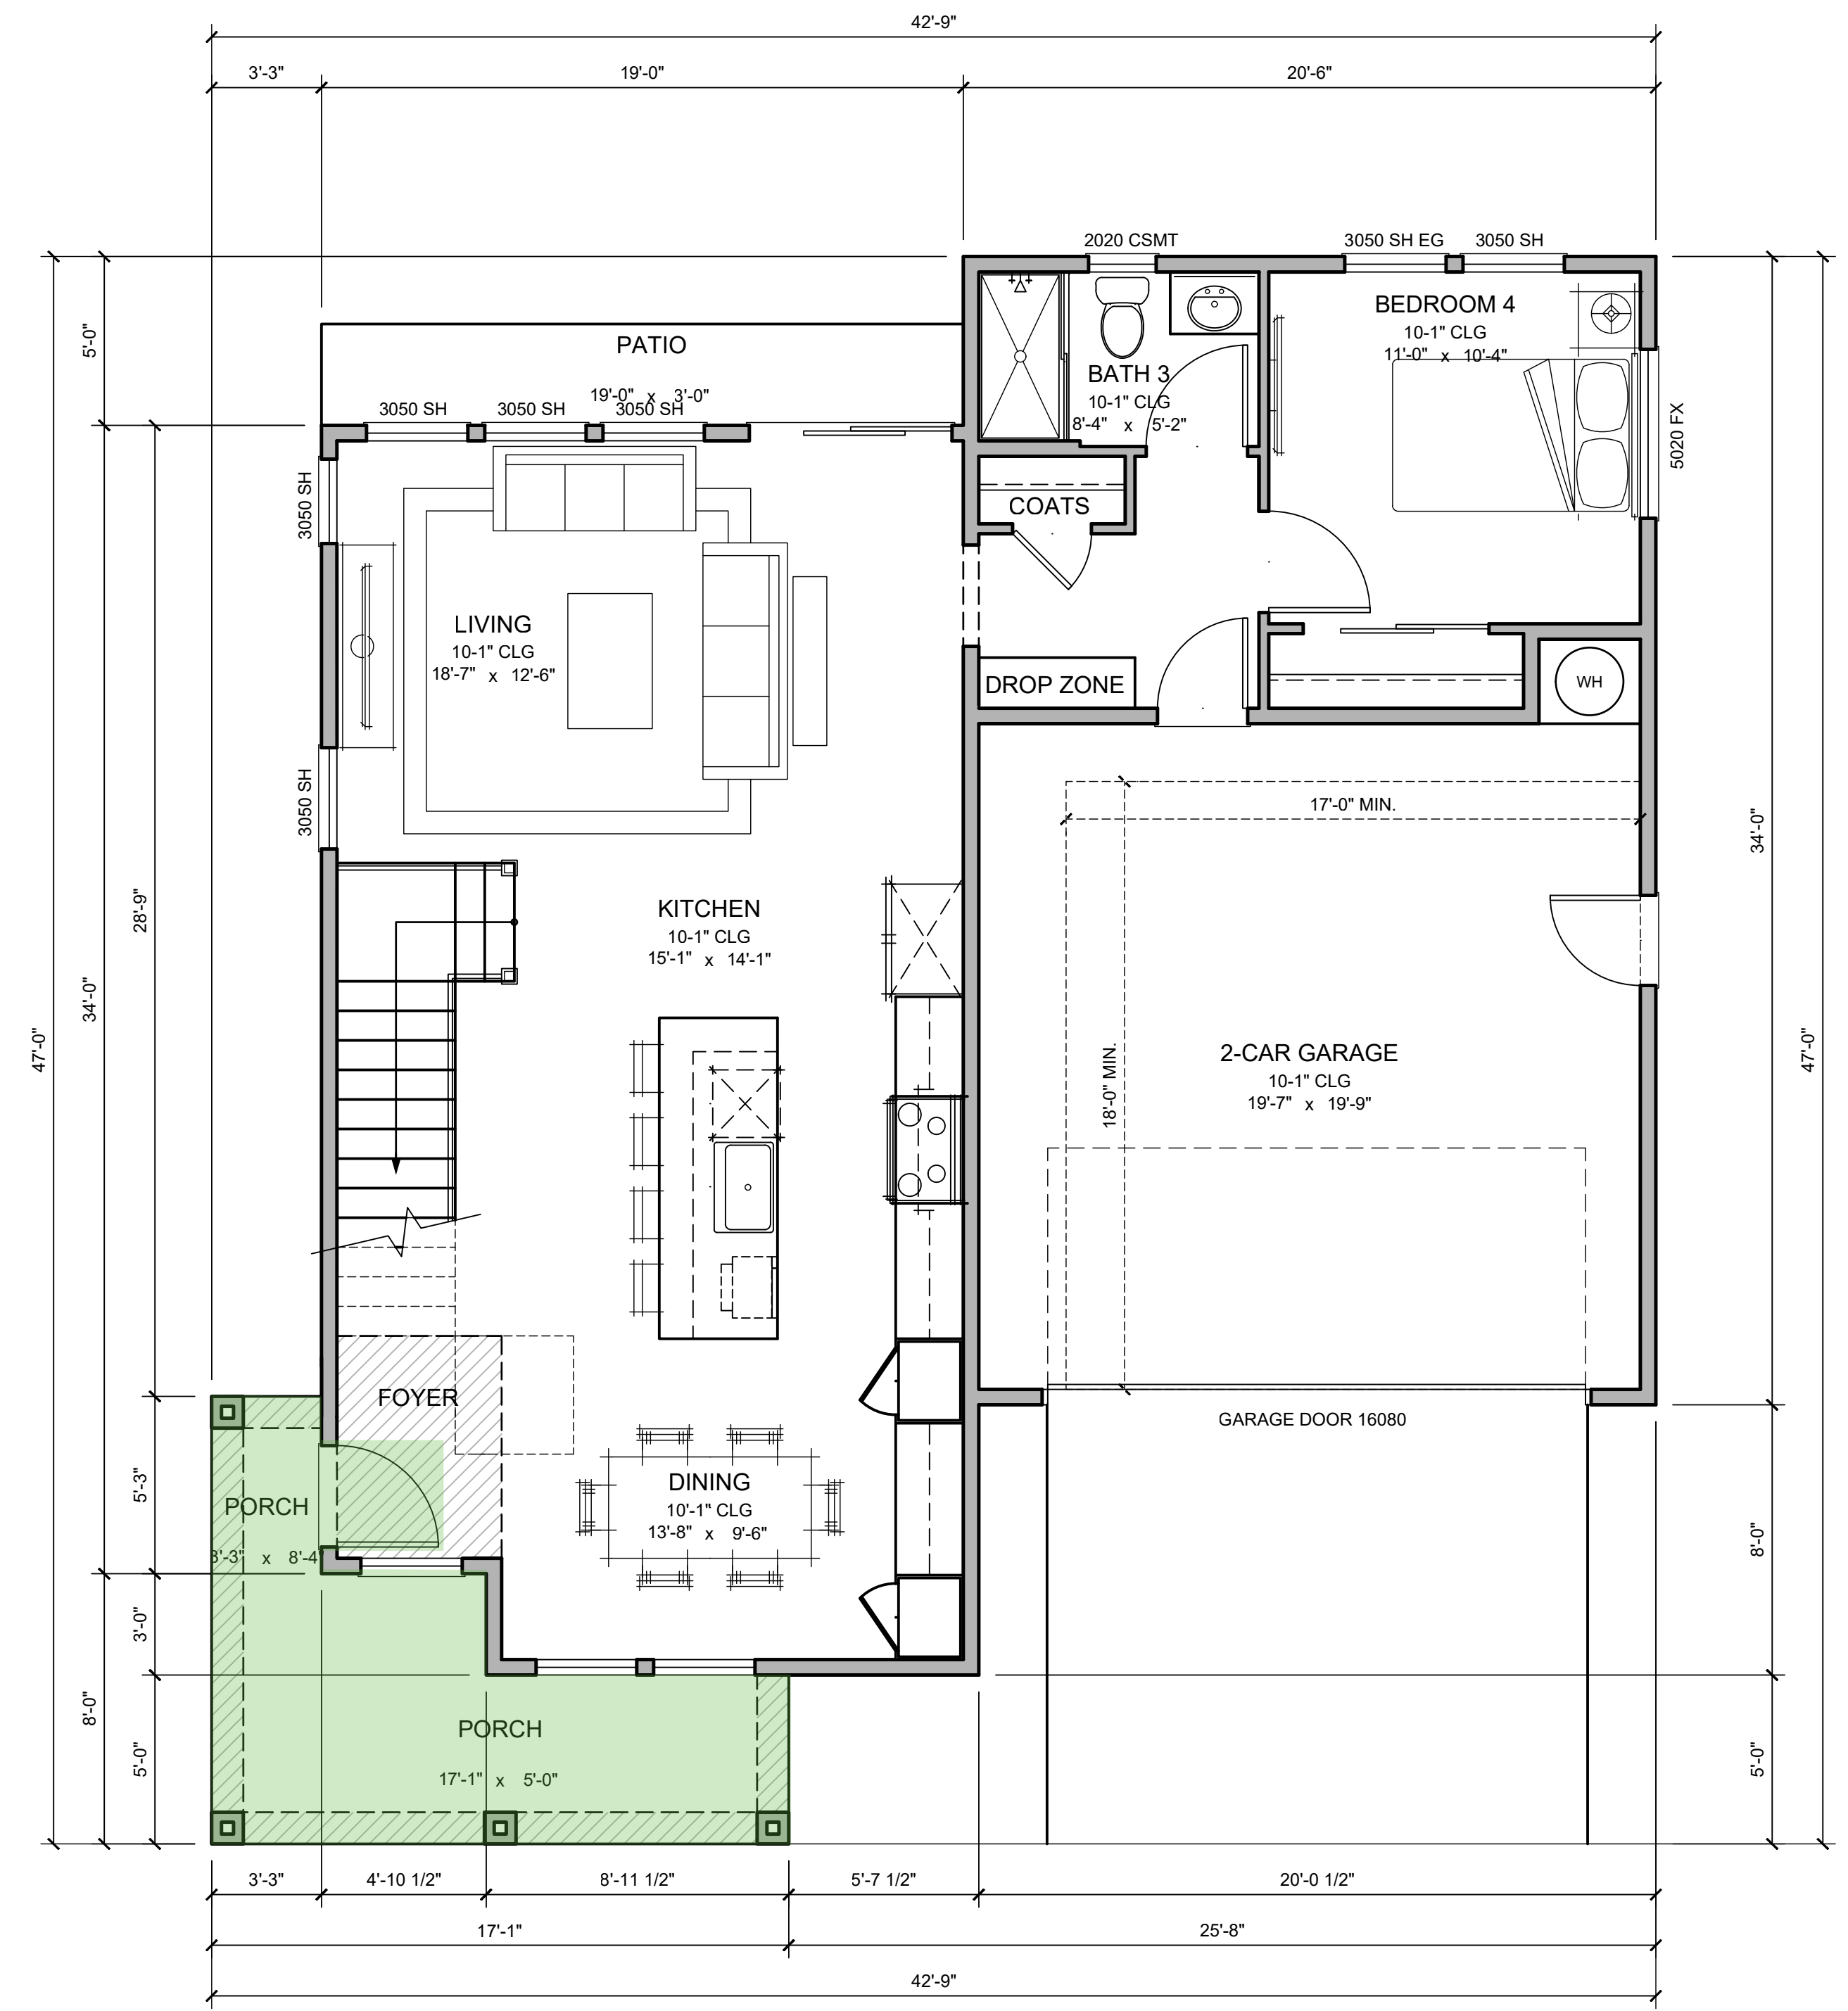 42'-9"
3'-3"
19'-0"
20'-6"
2020 CSMT
3050 SH EG
3050 SH
BEDROOM 4
10-1" CLG
11'-0" x 10'-4"
5'-0"
PATIO
19'-0" x 3'-0"
3050 SH
3050 SH
3050 SH
BATH 3
10-1" CLG
8'-4" x 5'-2"
5020 FX
3050 SH
COATS
LIVING
10-1" CLG
18'-7" x 12'-6"
DROP ZONE
WH
3050 SH
17'-0" MIN.
34'-0"
28'-9"
KITCHEN
10-1" CLG
15'-1" x 14'-1"
34'-0"
47'-0"
47'-0"
2-CAR GARAGE
10-1" CLG
19'-7" x 19'-9"
18'-0" MIN.
FOYER
GARAGE DOOR 16080
5'-3"
PORCH
3'-3" x 8'-4"
DINING
10'-1" CLG
13'-8" x 9'-6"
8'-0"
3'-0"
8'-0"
PORCH
17'-1" x 5'-0"
5'-0"
5'-0"
3'-3"
4'-10 1/2"
8'-11 1/2"
5'-7 1/2"
20'-0 1/2"
17'-1"
25'-8"
42'-9"